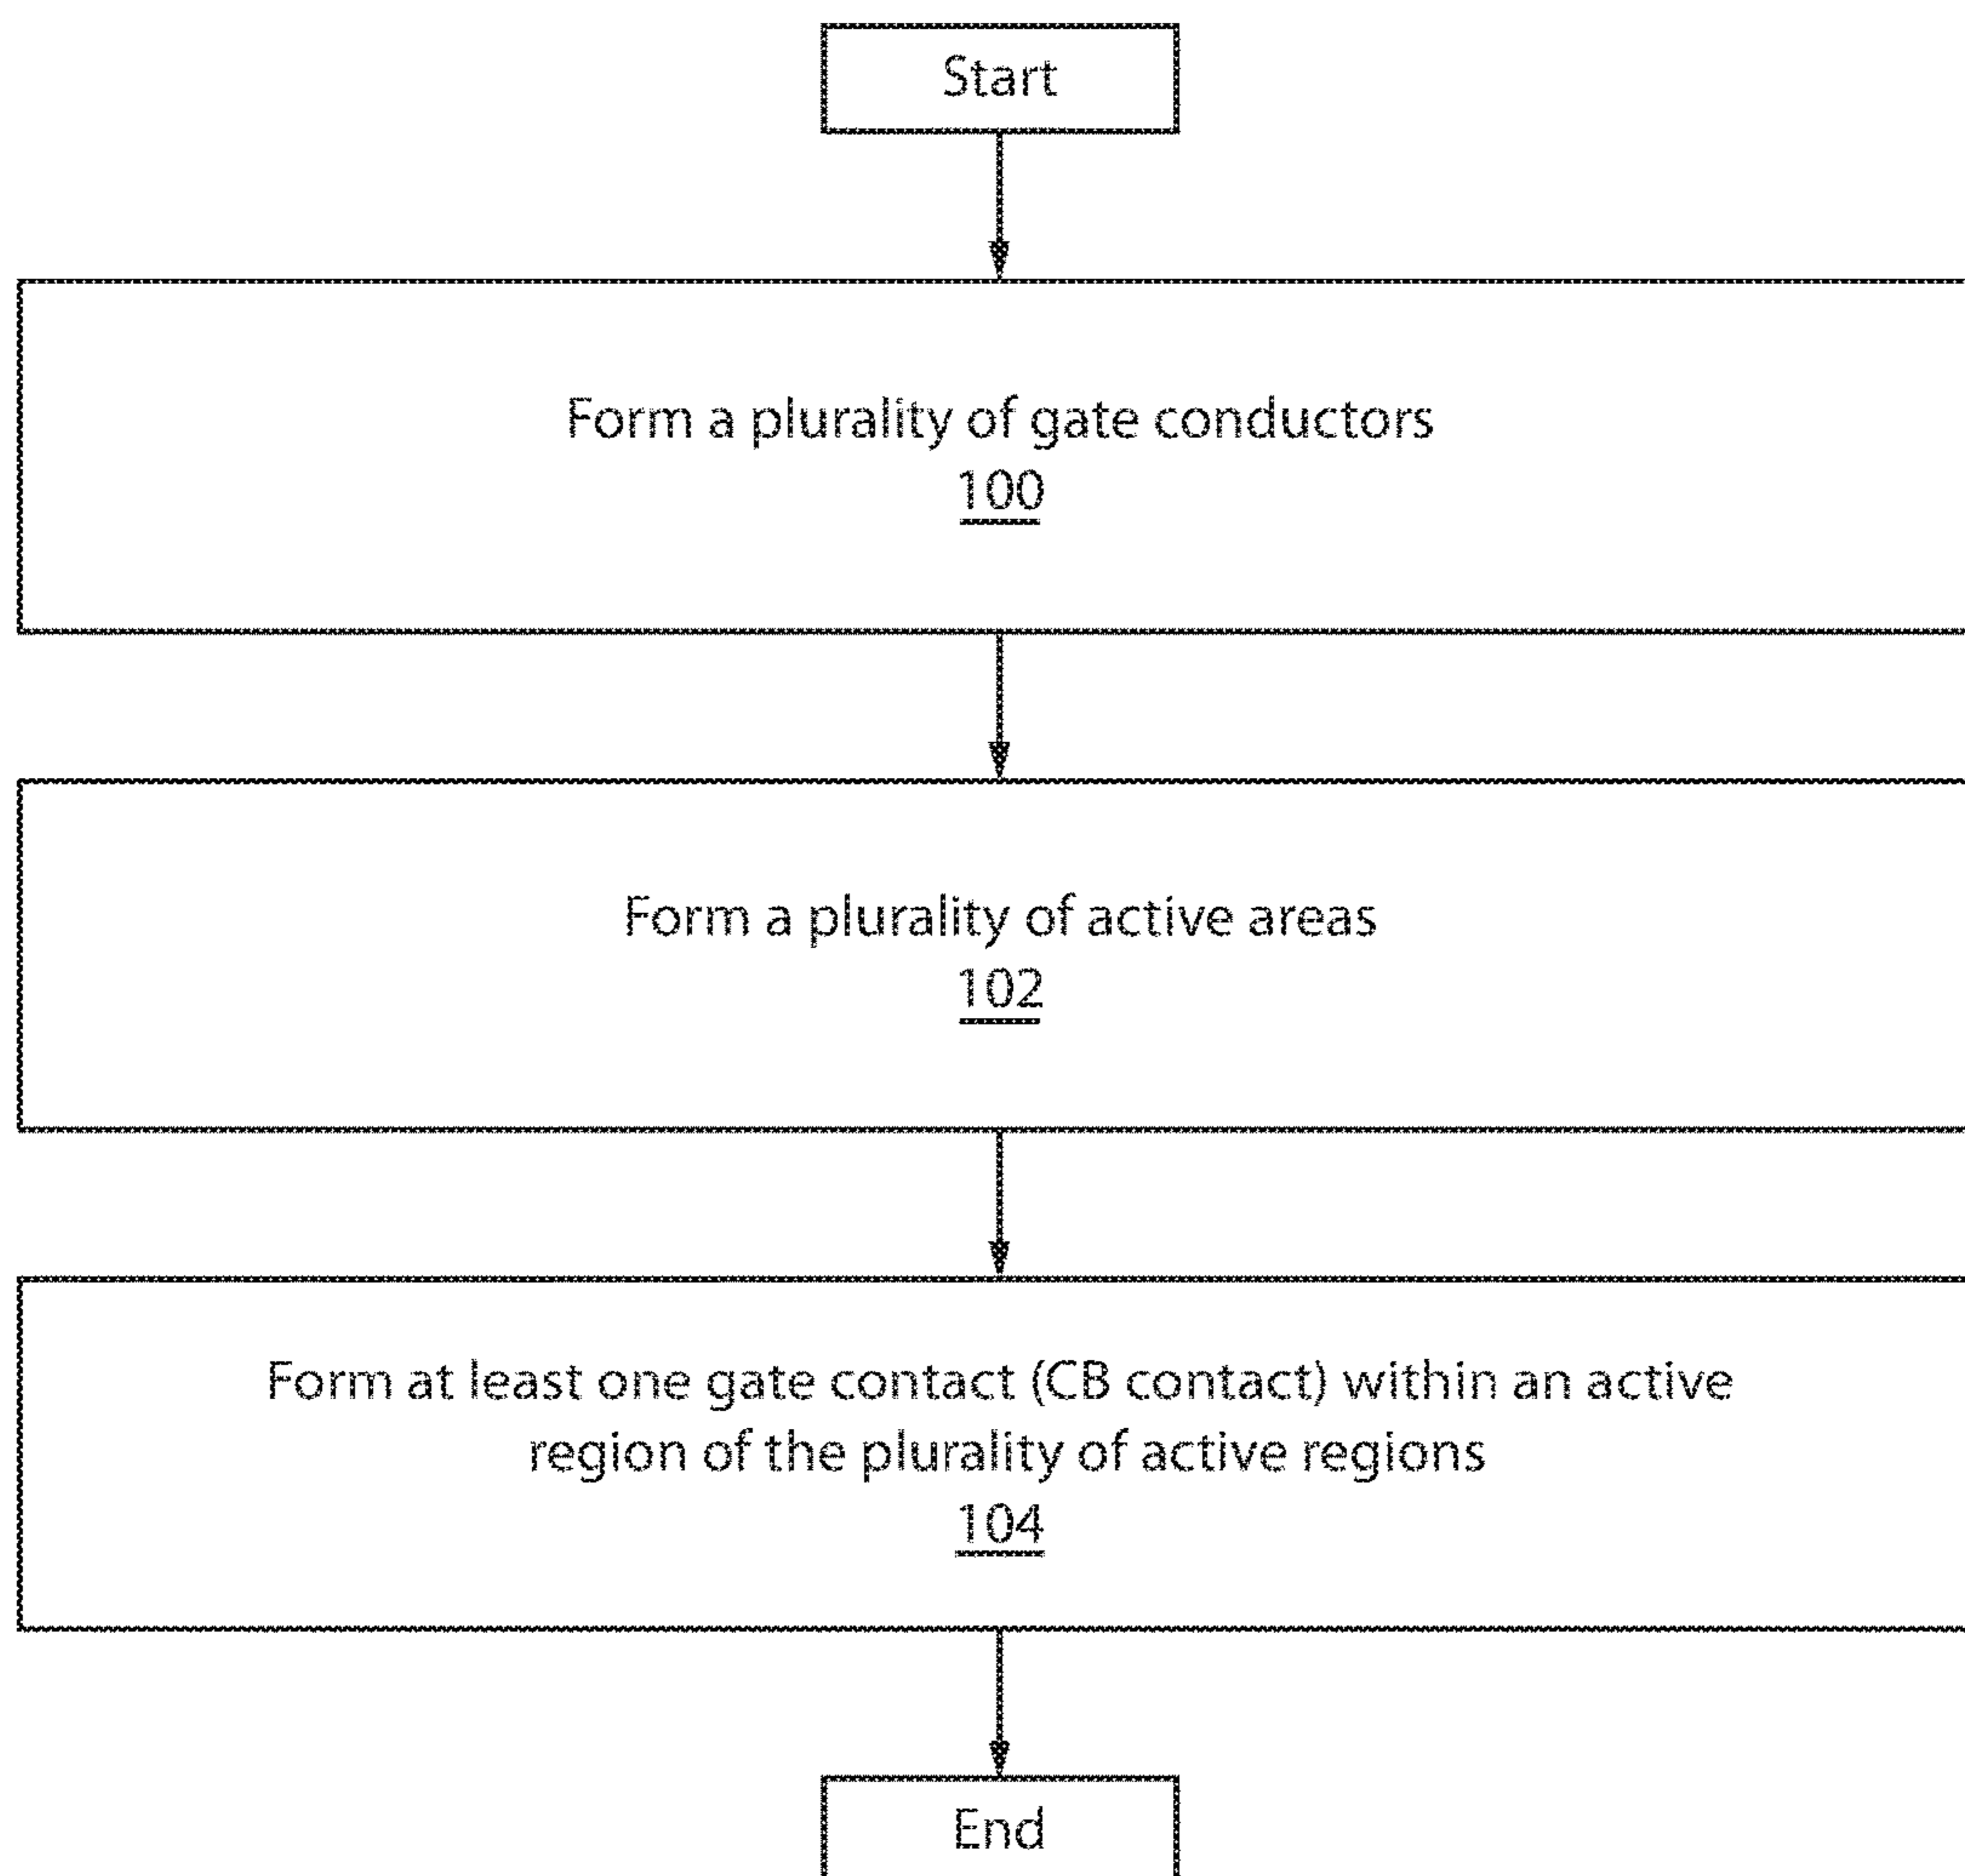 Start
Form a plurality of gate conductors
100
Form a plurality of active areas
102
Form at least one gate contact (CB contact) within an active
region of the plurality of active regions
104
End